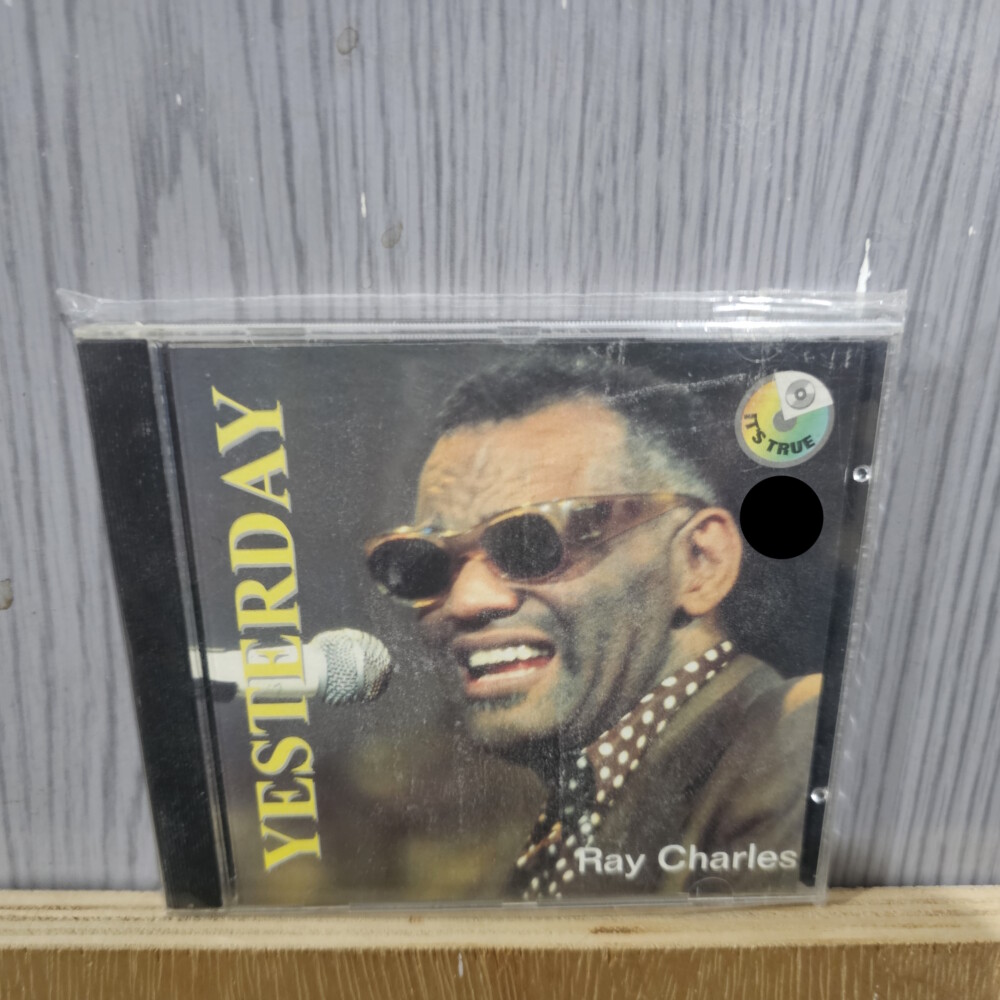 YESTERDAY
IT'S TRUE
Ray Charles